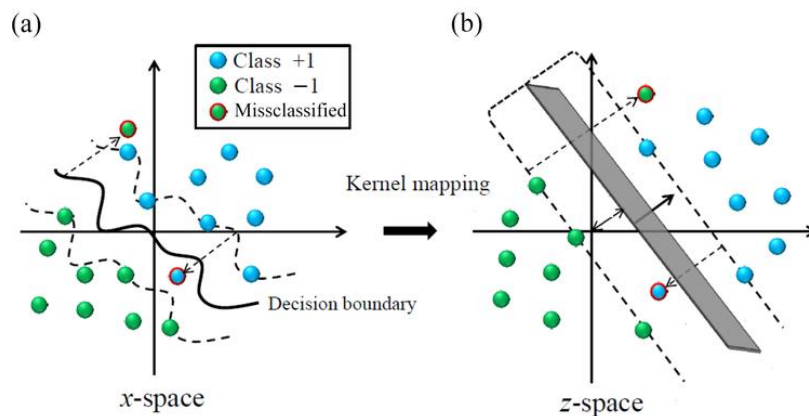 (a)
(b)
Class +1
Class −1
Missclassified
Kernel mapping
Decision boundary
x-space
z-space